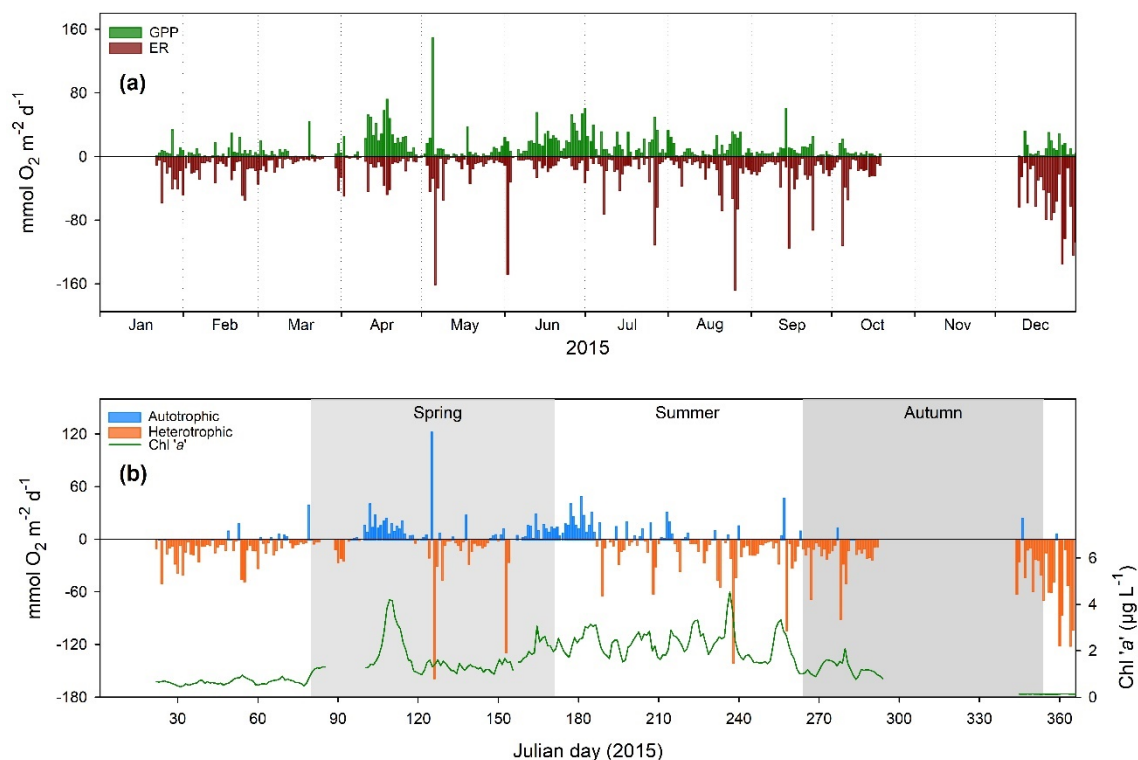 160
80
0
-80
-160
mmol O₂ m⁻² d⁻¹
GPP
ER
(a)
Jan Feb Mar Apr May Jun Jul Aug Sep Oct Nov Dec
2015
120
60
0
-60
-120
-180
mmol O₂ m⁻² d⁻¹
Autotrophic
Heterotrophic
Chl 'a'
(b)
Spring Summer Autumn
6
4
2
0
Chl 'a' (µg L⁻¹)
30 60 90 120 150 180 210 240 270 300 330 360
Julian day (2015)